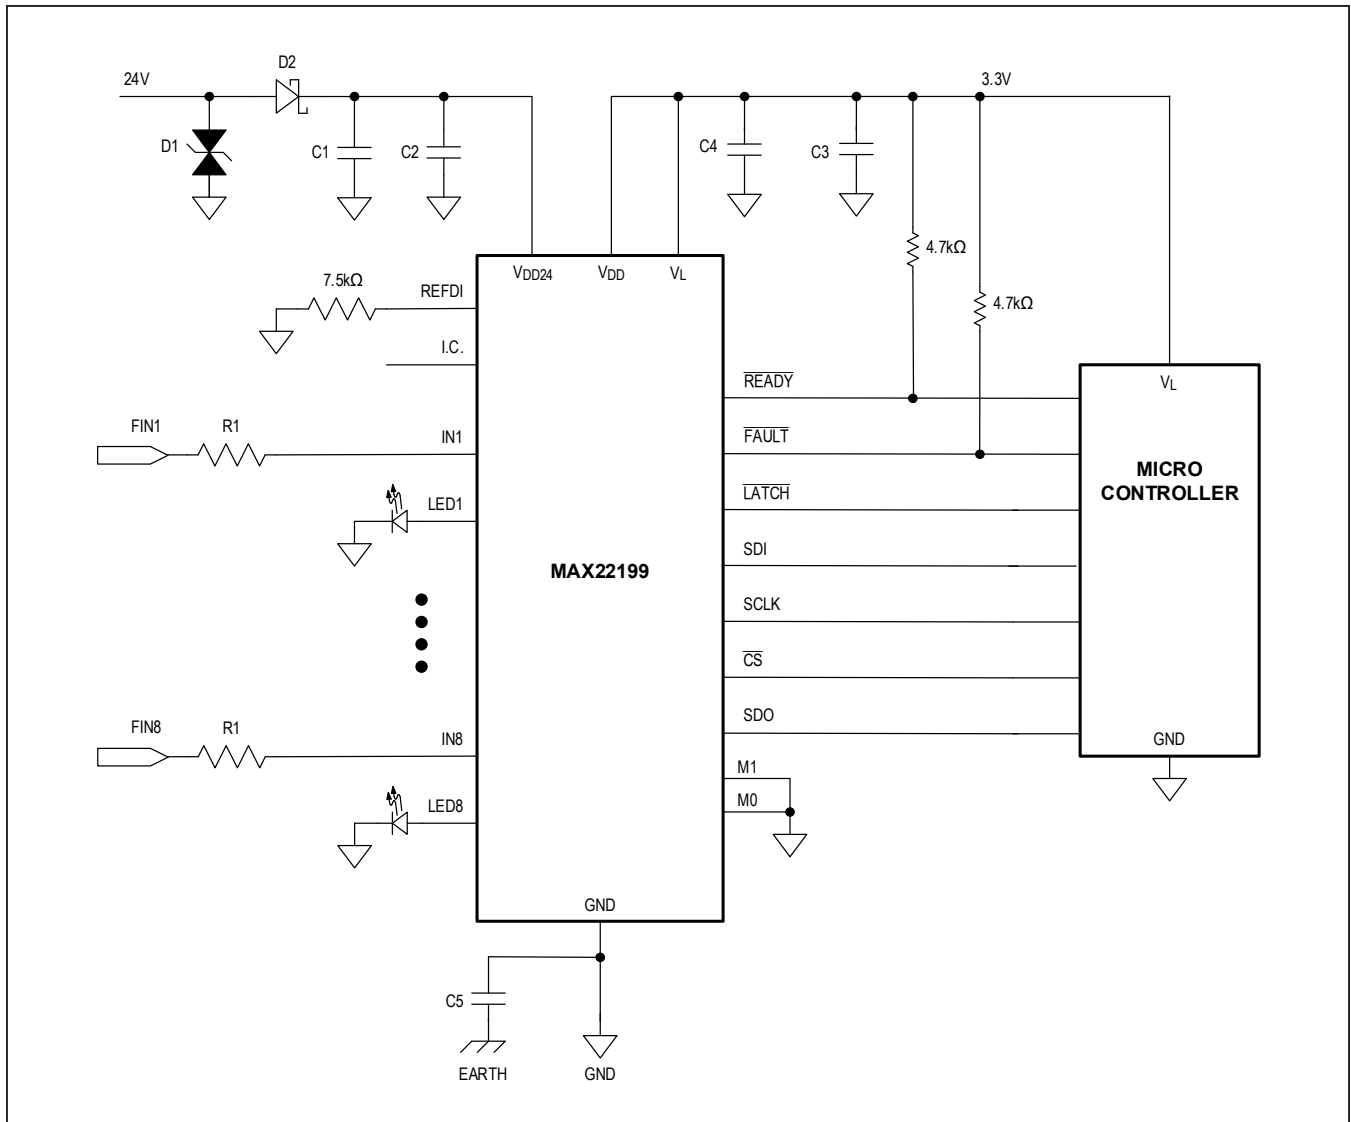 D2
24V
3.3V
D1
C1
C2
C4
C3
4.7kΩ
4.7kΩ
VDD24
VDD
VL
7.5kΩ
REFDI
I.C.
READY
VL
FIN1
R1
IN1
FAULT
MICRO
CONTROLLER
LED1
LATCH
SDI
MAX22199
SCLK
CS
FIN8
R1
IN8
SDO
GND
M1
LED8
M0
GND
C5
EARTH
GND